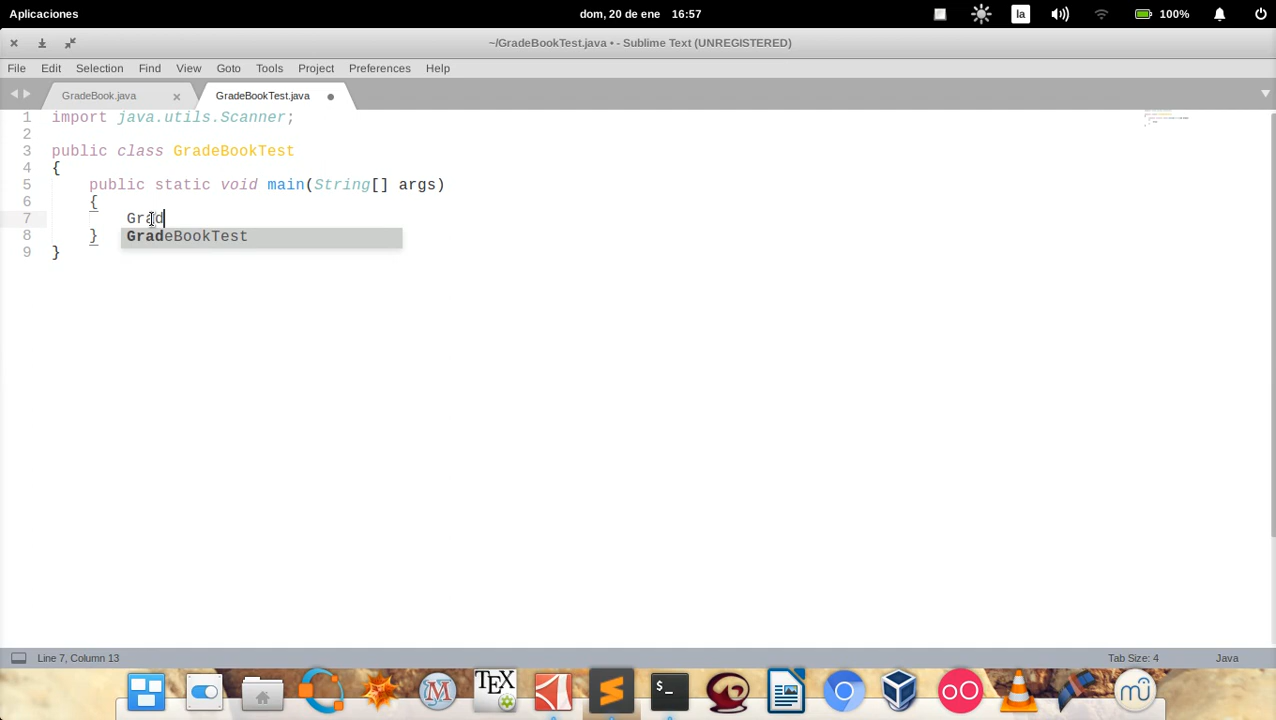 Aplicaciones dom, 20 de ene 16:57 la 100%
~/GradeBookTest.java • - Sublime Text (UNREGISTERED)
File Edit Selection Find View Goto Tools Project Preferences Help
GradeBook.java × GradeBookTest.java
1 import java.utils.Scanner;
2
3 public class GradeBookTest
4 {
5 public static void main(String[] args)
6 {
7 Grad
8 } GradeBookTest
9 }
Line 7, Column 13 Tab Size: 4 Java
TEX $_ mu